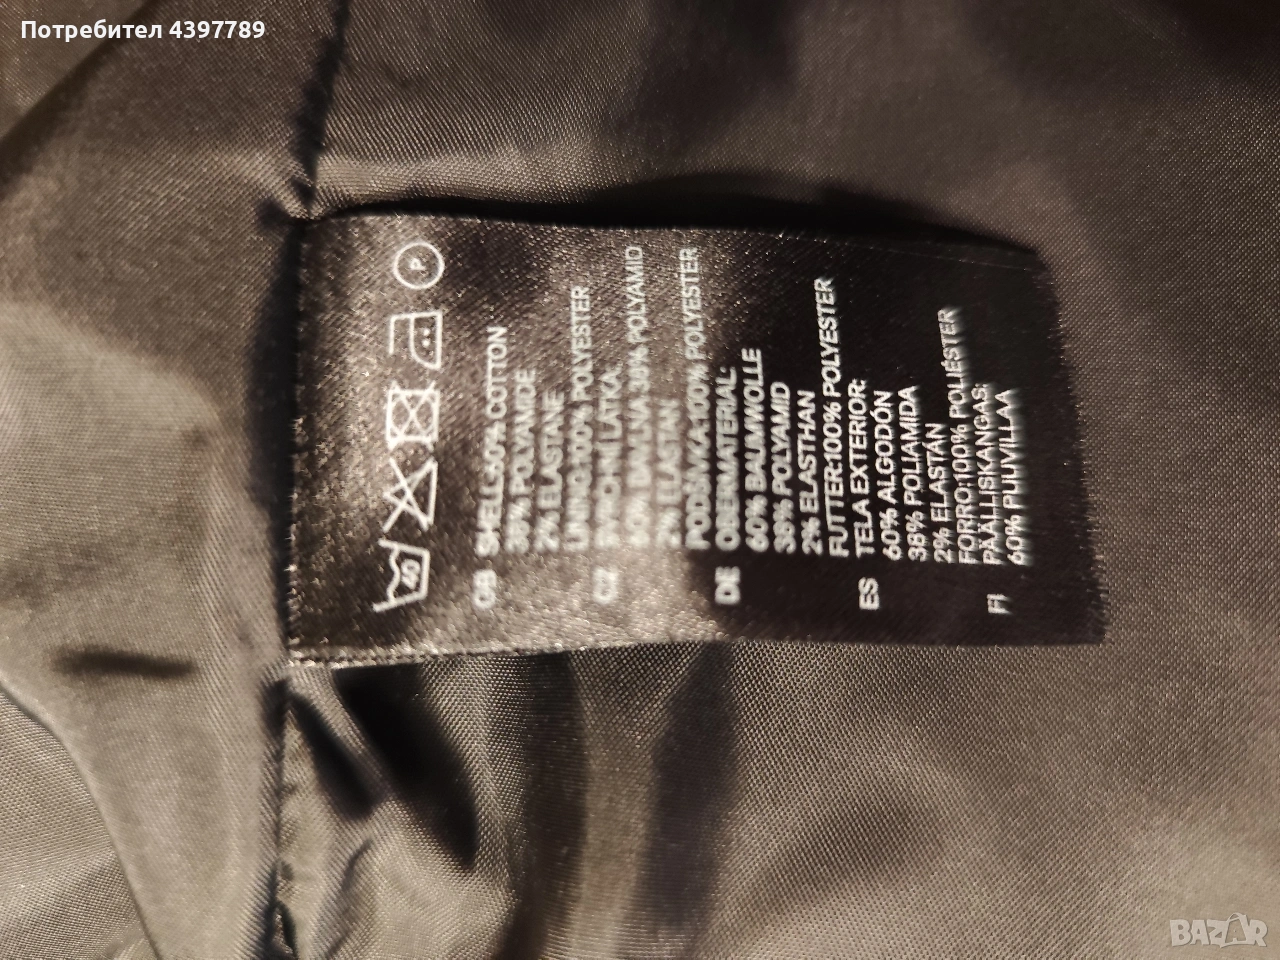 Потребител 4397789
P
40
GB SHELL:60% COTTON
38% POLYAMIDE
2% ELASTANE
LINING:100% POLYESTER
CZ SVRCHNÍ LÁTKA:
60% BAVLNA 38% POLYAMID
2% ELASTAN
PODŠÍVKA:100% POLYESTER
DE OBERMATERIAL:
60% BAUMWOLLE
38% POLYAMID
2% ELASTHAN
FUTTER:100% POLYESTER
ES TELA EXTERIOR:
60% ALGODÓN
38% POLIAMIDA
2% ELASTÁN
FORRO:100% POLIÉSTER
FI PÄÄLLISKANGAS:
60% PUUVILLAA
BAZAR